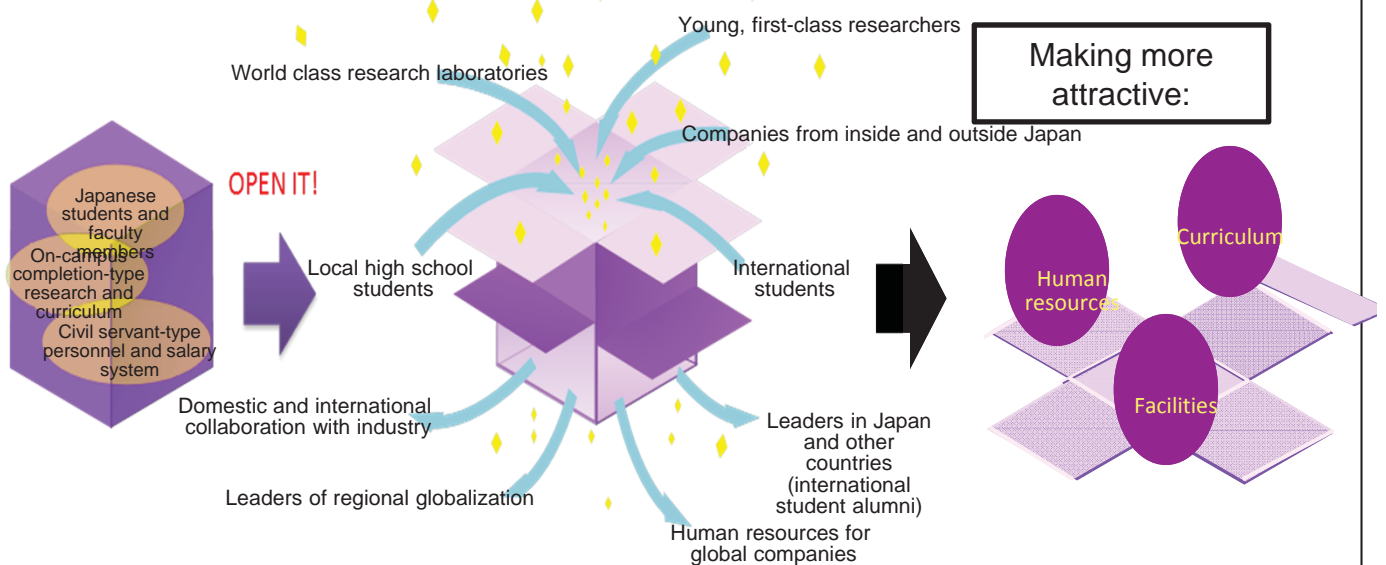 Young, first-class researchers
World class research laboratories
Making more
attractive:
Companies from inside and outside Japan
OPEN IT!
Japanese
students and
faculty
members
On-campus
completion-type
research and
curriculum
Civil servant-type
personnel and salary
system
Local high school
students
International
students
Human
resources
Curriculum
Facilities
Domestic and international
collaboration with industry
Leaders of regional globalization
Leaders in Japan
and other
countries
(international
student alumni)
Human resources for
global companies